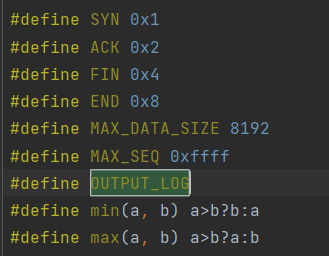 #define SYN 0x1
#define ACK 0x2
#define FIN 0x4
#define END 0x8
#define MAX_DATA_SIZE 8192
#define MAX_SEQ 0xffff
#define OUTPUT_LOG
#define min(a, b) a>b?b:a
#define max(a, b) a>b?a:b